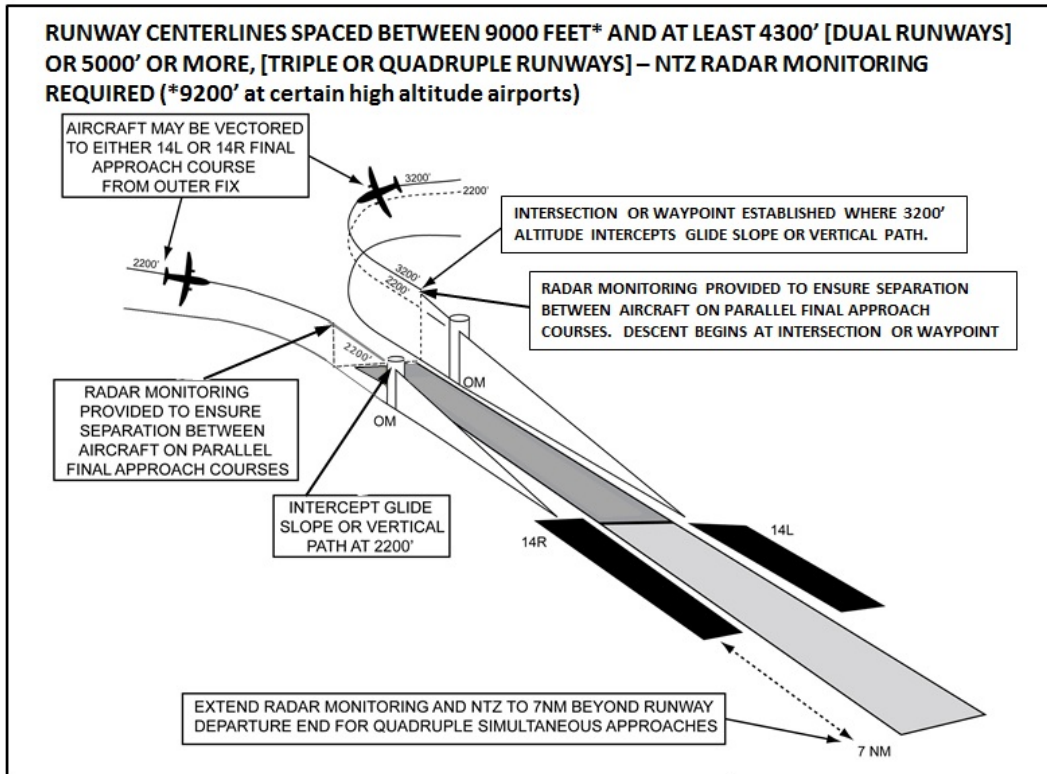 RUNWAY CENTERLINES SPACED BETWEEN 9000 FEET* AND AT LEAST 4300’ [DUAL RUNWAYS]
OR 5000’ OR MORE, [TRIPLE OR QUADRUPLE RUNWAYS] – NTZ RADAR MONITORING
REQUIRED (*9200’ at certain high altitude airports)
AIRCRAFT MAY BE VECTORED
TO EITHER 14L OR 14R FINAL
APPROACH COURSE
FROM OUTER FIX
3200’
2200’
INTERSECTION OR WAYPOINT ESTABLISHED WHERE 3200’
ALTITUDE INTERCEPTS GLIDE SLOPE OR VERTICAL PATH.
2200’
3200’
2200’
RADAR MONITORING PROVIDED TO ENSURE SEPARATION
BETWEEN AIRCRAFT ON PARALLEL FINAL APPROACH
COURSES. DESCENT BEGINS AT INTERSECTION OR WAYPOINT
2200’
OM
RADAR MONITORING
PROVIDED TO ENSURE
SEPARATION BETWEEN
AIRCRAFT ON PARALLEL
FINAL APPROACH COURSES
OM
INTERCEPT GLIDE
SLOPE OR VERTICAL
PATH AT 2200’
14R
14L
EXTEND RADAR MONITORING AND NTZ TO 7NM BEYOND RUNWAY
DEPARTURE END FOR QUADRUPLE SIMULTANEOUS APPROACHES
7 NM